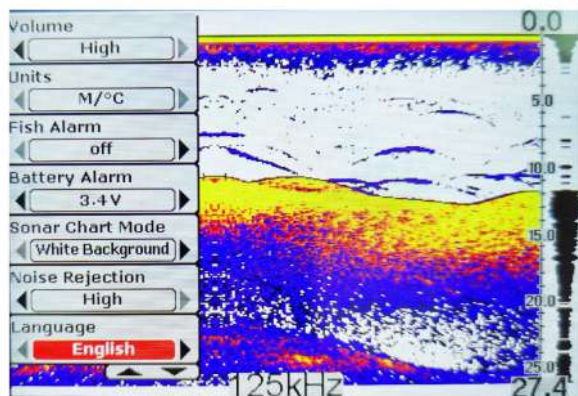 Volume
High
Units
M/°C
Fish Alarm
off
Battery Alarm
3.4V
Sonar Chart Mode
White Background
Noise Rejection
High
Language
English
0.0
5.0
10.0
15.0
20.0
25.0
27.4
125kHz